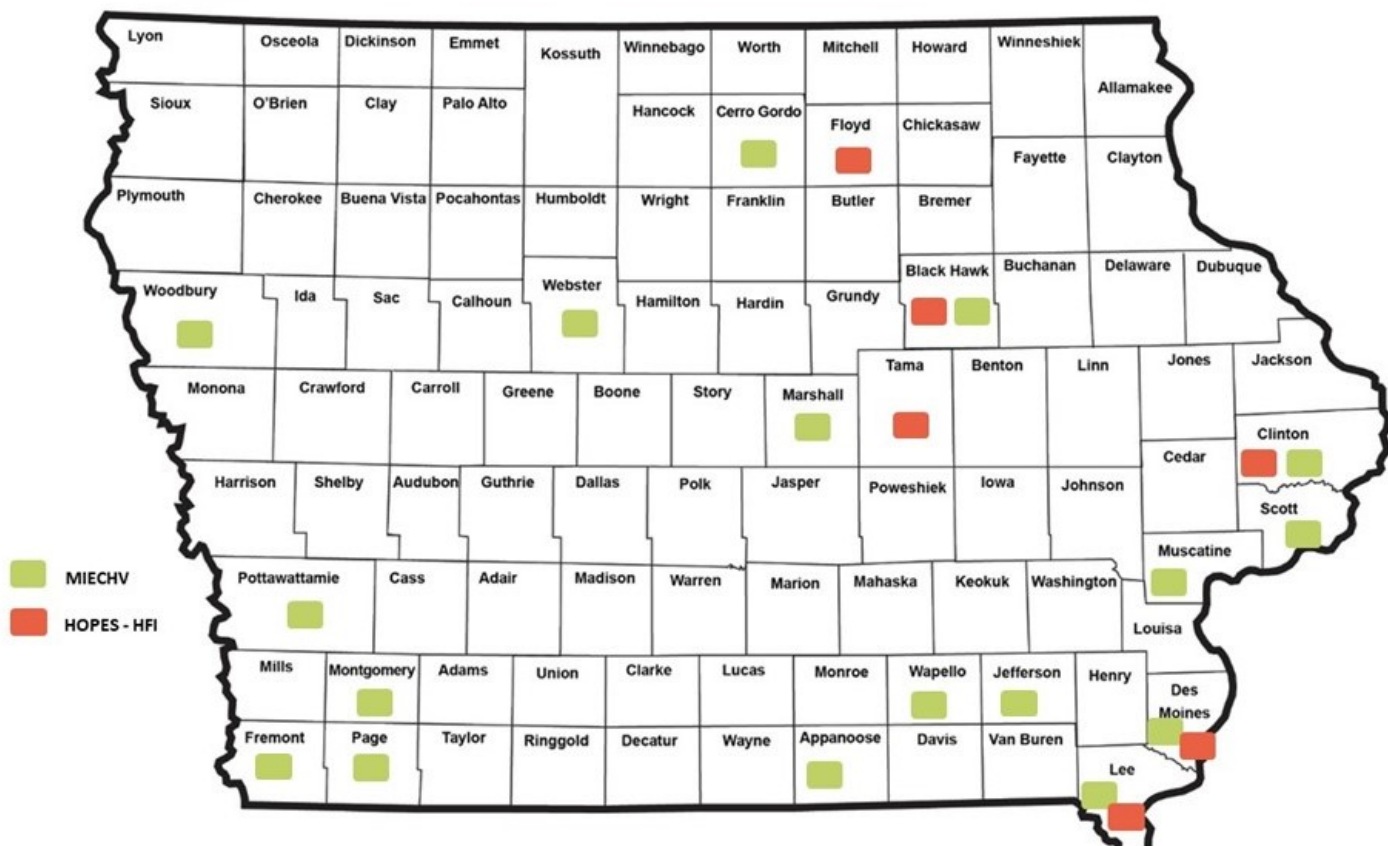 Lyon
Osceola
Dickinson
Emmet
Kossuth
Winnebago
Worth
Mitchell
Howard
Winneshiek
Allamakee
Sioux
O'Brien
Clay
Palo Alto
Hancock
Cerro Gordo
Floyd
Chickasaw
Fayette
Clayton
Plymouth
Cherokee
Buena Vista
Pocahontas
Humboldt
Wright
Franklin
Butler
Bremer
Woodbury
Ida
Sac
Calhoun
Webster
Hamilton
Hardin
Grundy
Black Hawk
Buchanan
Delaware
Dubuque
Monona
Crawford
Carroll
Greene
Boone
Story
Marshall
Tama
Benton
Linn
Jones
Jackson
Clinton
Cedar
Scott
Harrison
Shelby
Audubon
Guthrie
Dallas
Polk
Jasper
Poweshiek
Iowa
Johnson
Muscatine
MIECHV
HOPES - HFI
Pottawattamie
Cass
Adair
Madison
Warren
Marion
Mahaska
Keokuk
Washington
Louisa
Mills
Montgomery
Adams
Union
Clarke
Lucas
Monroe
Wapello
Jefferson
Henry
Des
Moines
Fremont
Page
Taylor
Ringgold
Decatur
Wayne
Appanoose
Davis
Van Buren
Lee